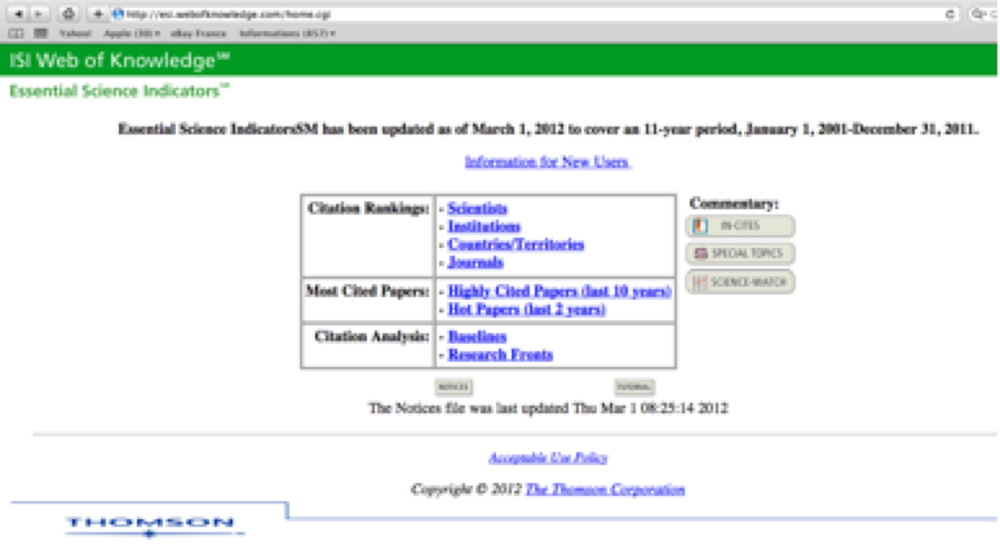 http://esi.webofknowledge.com/home.cgi
Yahoo! Apple (30) eBay France Informations (857)
ISI Web of Knowledge℠
Essential Science Indicators℠
Essential Science IndicatorsSM has been updated as of March 1, 2012 to cover an 11-year period, January 1, 2001-December 31, 2011.
Information for New Users
Citation Rankings:
- Scientists
- Institutions
- Countries/Territories
- Journals
Most Cited Papers:
- Highly Cited Papers (last 10 years)
- Hot Papers (last 2 years)
Citation Analysis:
- Baselines
- Research Fronts
Commentary:
IN-CITES
SPECIAL TOPICS
SCIENCE-WATCH
NOTICES TUTORIAL
The Notices file was last updated Thu Mar 1 08:25:14 2012
Acceptable Use Policy
Copyright © 2012 The Thomson Corporation
THOMSON